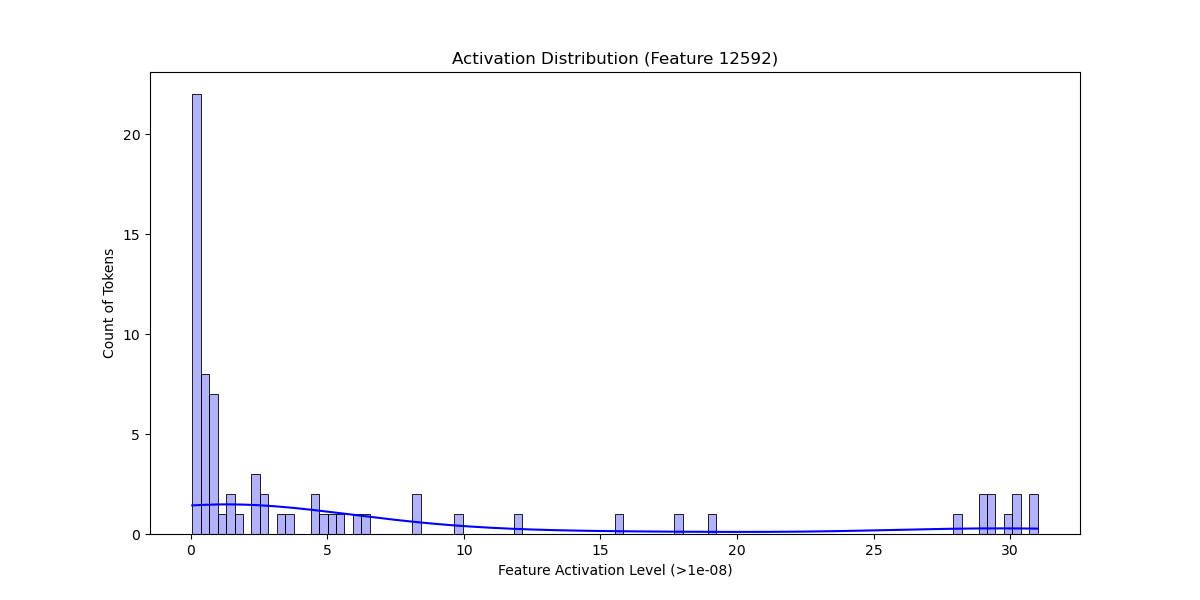 Activation Distribution (Feature 12592)
20
15
10
5
0
Count of Tokens
0 5 10 15 20 25 30
Feature Activation Level (>1e-08)